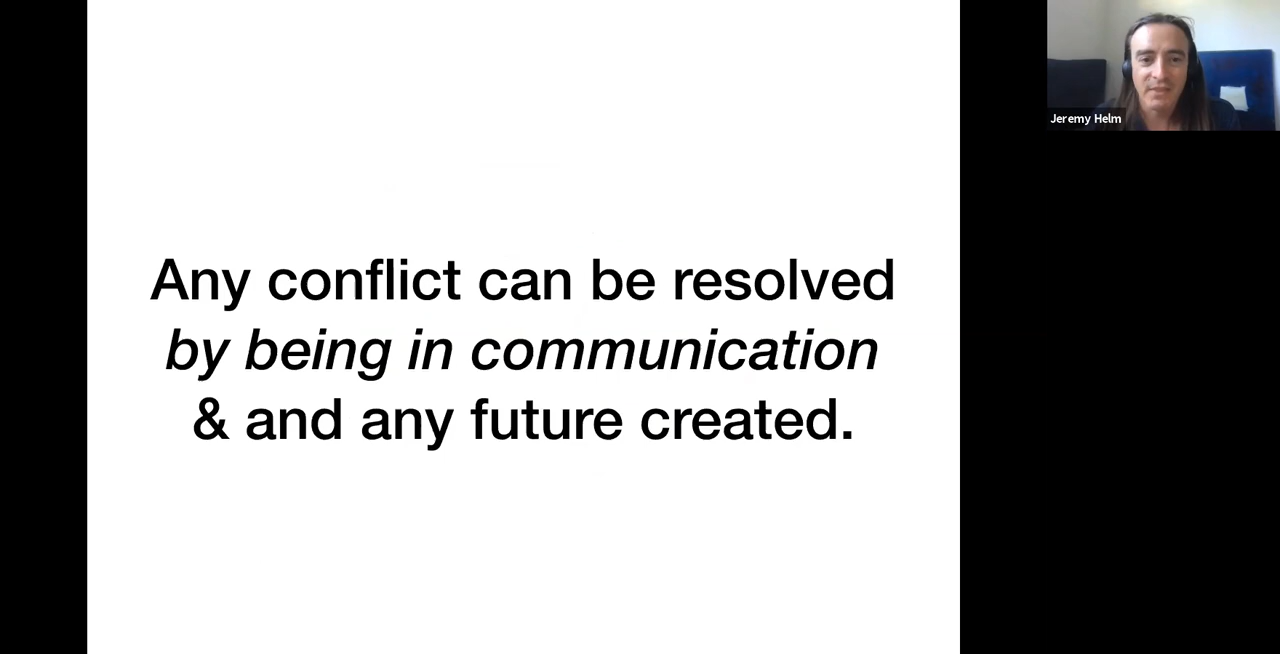 Any conflict can be resolved
by being in communication
& and any future created.
Jeremy Helm